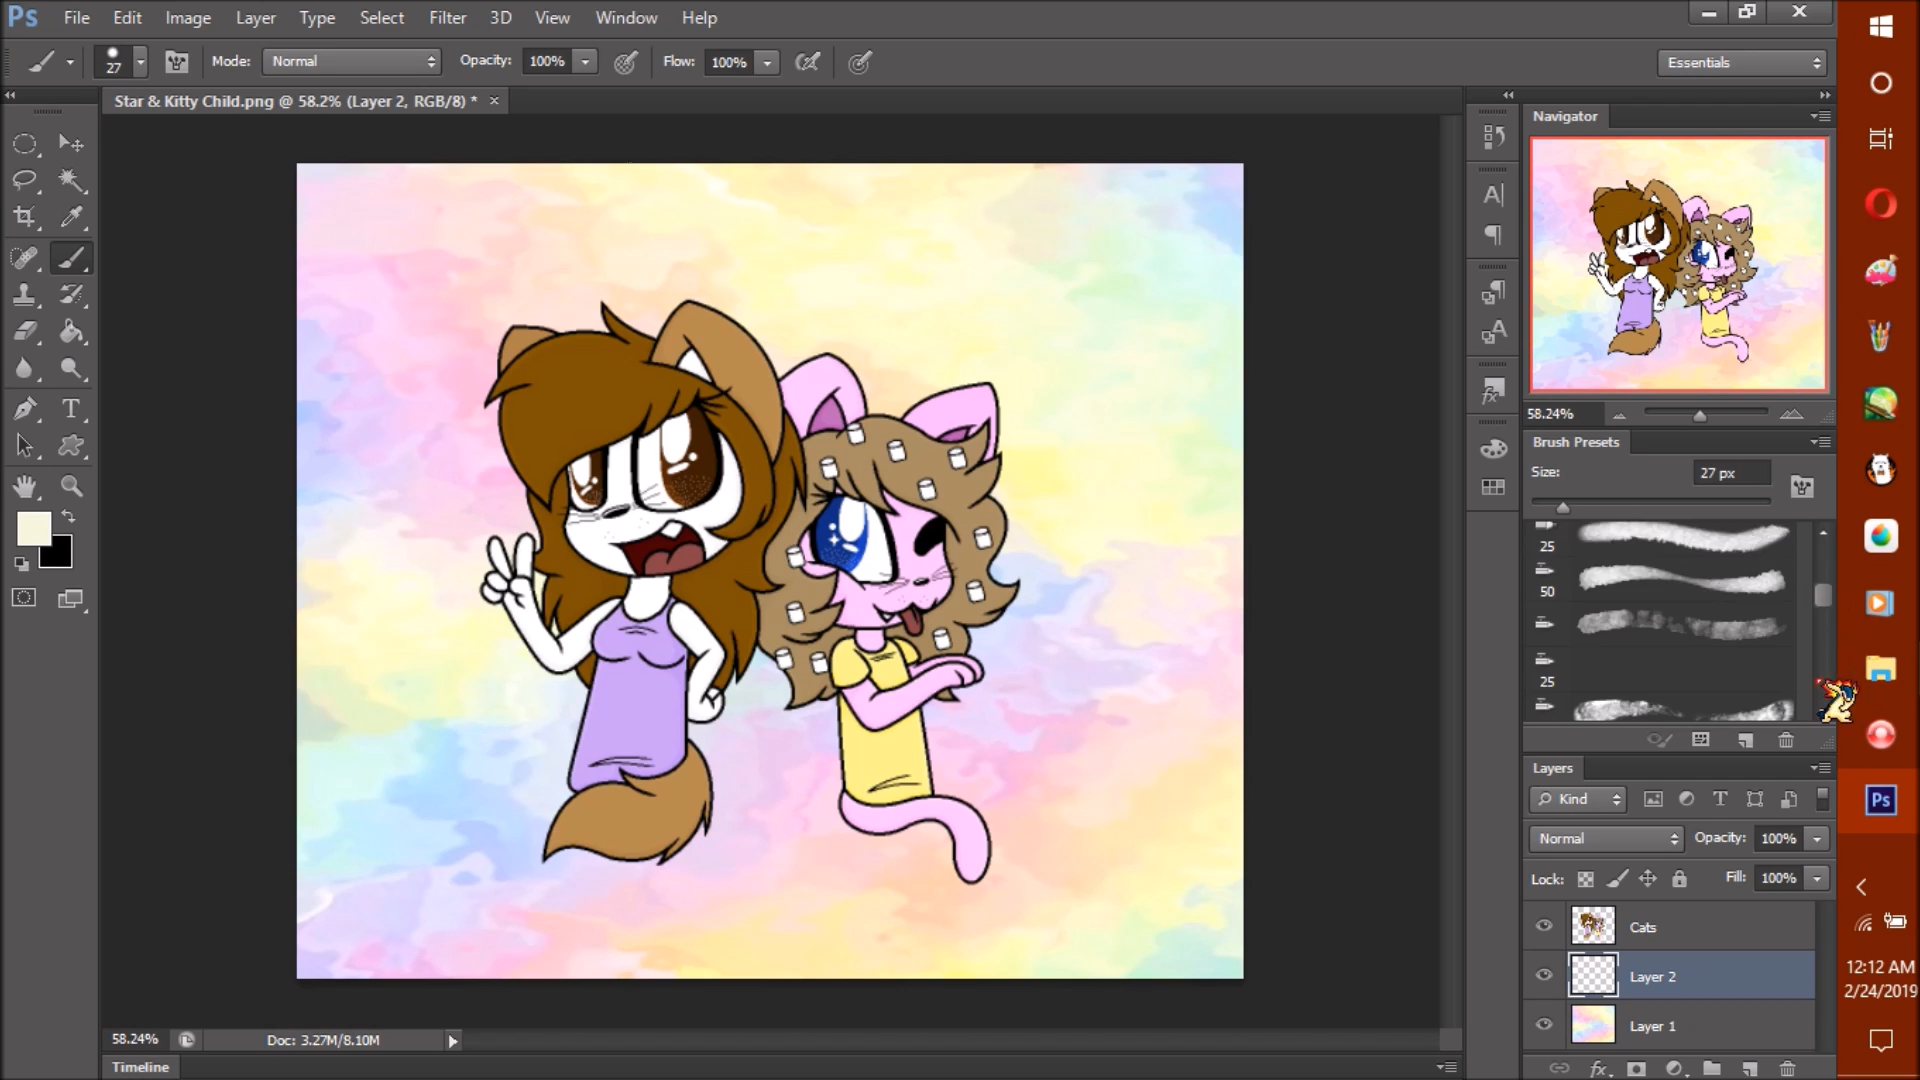 Ps File Edit Image Layer Type Select Filter 3D View Window Help
27 Mode: Normal Opacity: 100% Flow: 100% Essentials
Star & Kitty Child.png @ 58.2% (Layer 2, RGB/8) *
Navigator
58.24%
Brush Presets
Size: 27 px
25
50
25
Layers
Kind
Normal Opacity: 100%
Lock: Fill: 100%
Cats
Layer 2
Layer 1
fx
58.24% Doc: 3.27M/8.10M
Timeline
Ps
12:12 AM
2/24/2019